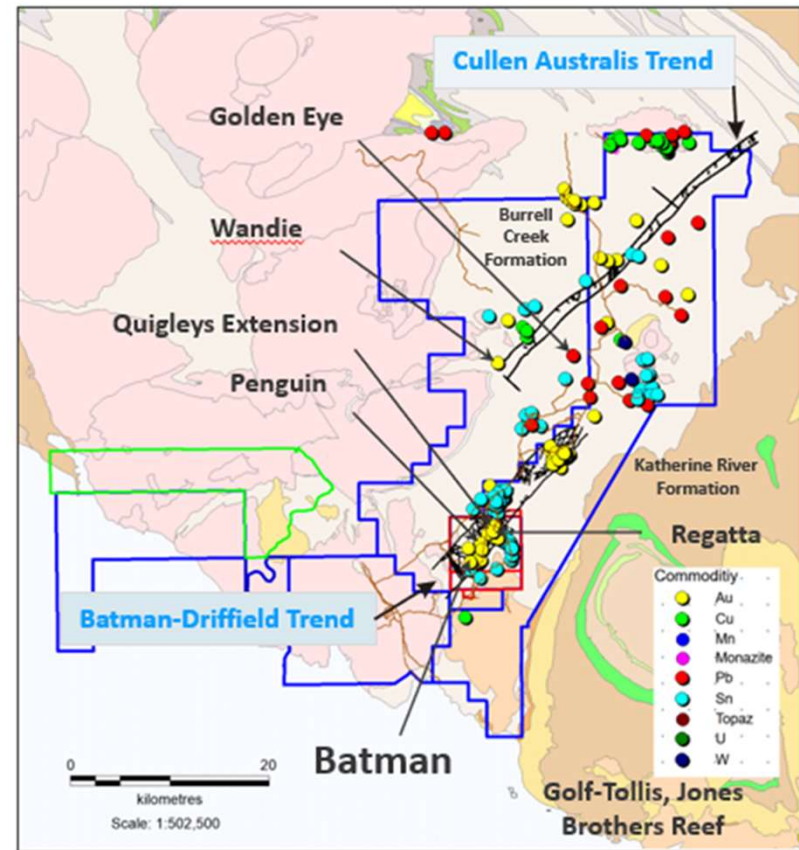 Cullen Australis Trend
Golden Eye
Wandie
Burrell
Creek
Formation
Quigleys Extension
Penguin
Katherine River
Formation
Regatta
Commoditiy
Au
Cu
Mn
Monazite
Pb
Sn
Topaz
U
W
Batman-Driffield Trend
Batman
0 20
kilometres
Scale: 1:502,500
Golf-Tollis, Jones
Brothers Reef